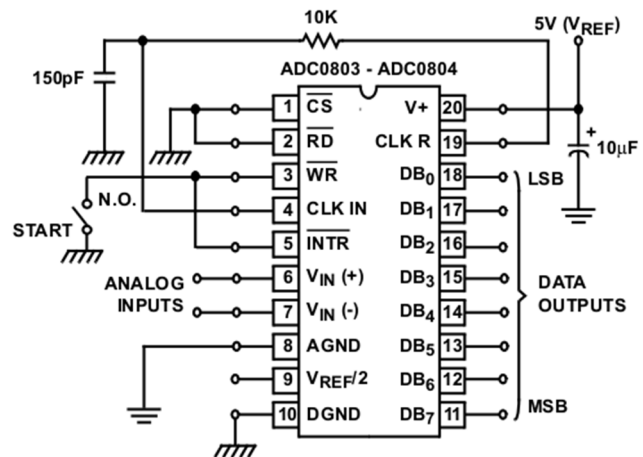 10K
5V (VREF)
150pF
ADC0803 - ADC0804
1 CS V+ 20
2 RD CLK R 19
+
10μF
3 WR DB0 18 LSB
N.O.
4 CLK IN DB1 17
START
5 INTR DB2 16
ANALOG INPUTS
6 VIN (+) DB3 15
DATA OUTPUTS
7 VIN (-) DB4 14
8 AGND DB5 13
9 VREF/2 DB6 12
10 DGND DB7 11 MSB